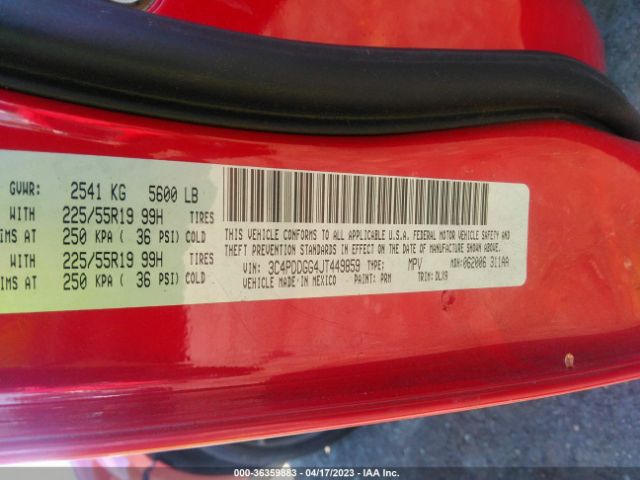 GVWR: 2541 KG 5600 LB
WITH 225/55R19 99H TIRES
IMS AT 250 KPA ( 36 PSI) COLD
WITH 225/55R19 99H TIRES
IMS AT 250 KPA ( 36 PSI) COLD
THIS VEHICLE CONFORMS TO ALL APPLICABLE U.S.A. FEDERAL MOTOR VEHICLE SAFETY AND
THEFT PREVENTION STANDARDS IN EFFECT ON THE DATE OF MANUFACTURE SHOWN ABOVE.
VIN: 3C4PDDGG4JT449859 TYPE: MPV MDH: 062006 311AA
VEHICLE MADE IN MEXICO PAINT: PRM TRIM: DLX9
000-36359883 - 04/17/2023 - IAA Inc.